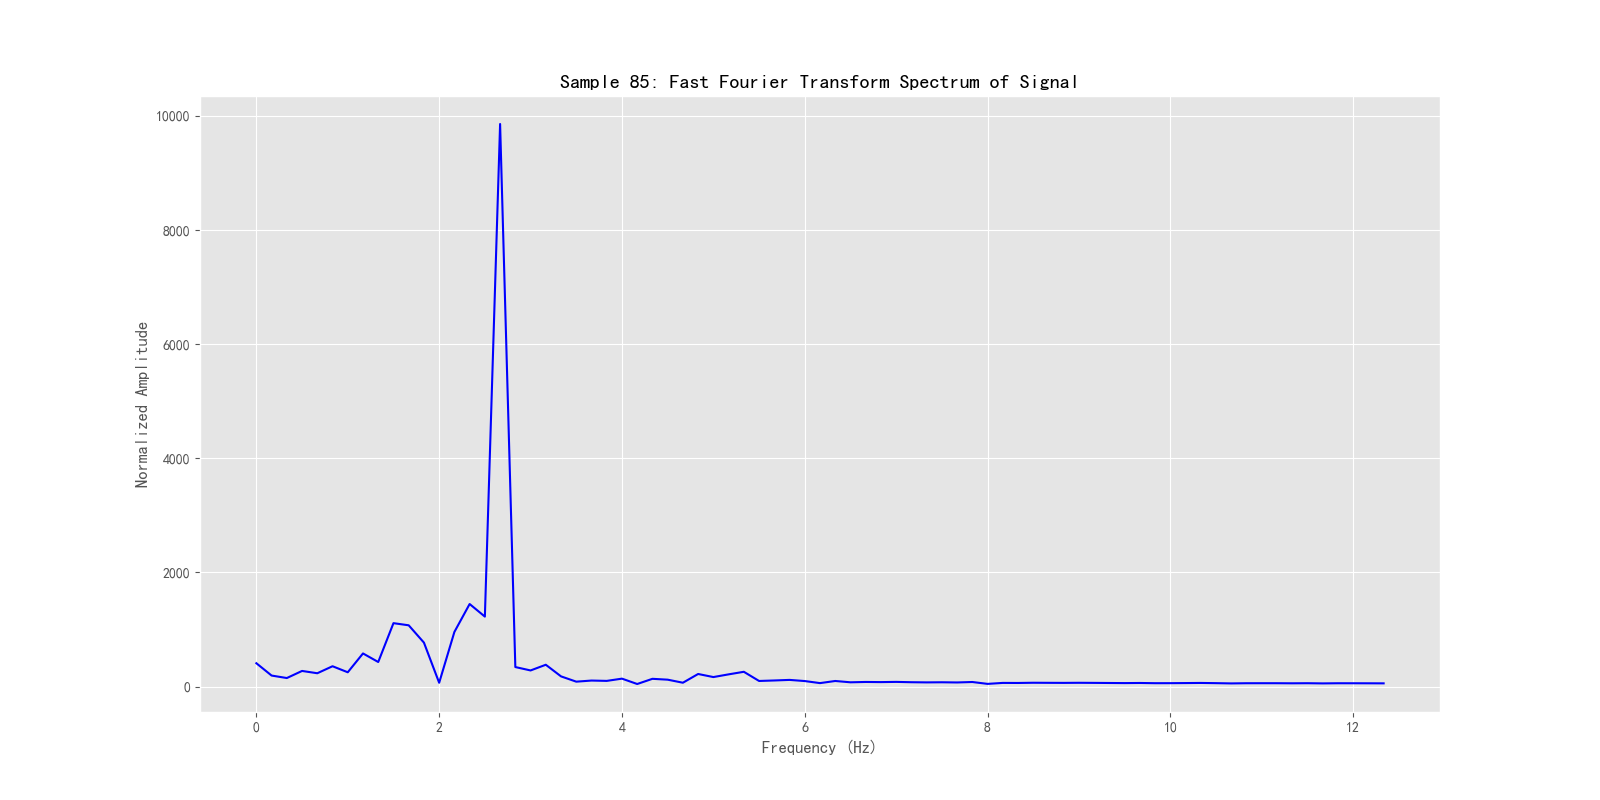 Sample 85: Fast Fourier Transform Spectrum of Signal
10000
8000
6000
4000
2000
0
Normalized Amplitude
0 2 4 6 8 10 12
Frequency (Hz)